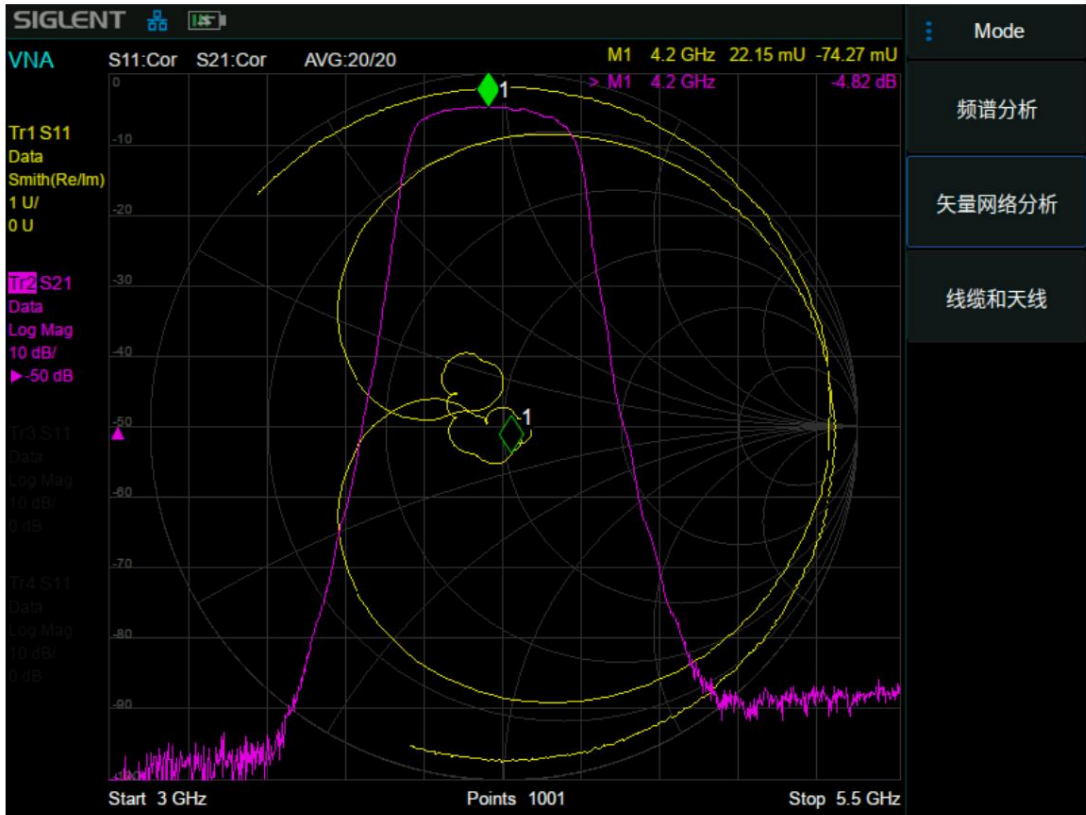 SIGLENT
Mode
VNA S11:Cor S21:Cor AVG:20/20 M1 4.2 GHz 22.15 mU -74.27 mU
> M1 4.2 GHz -4.82 dB
0
1
频谱分析
Tr1 S11
Data
Smith(Re/Im)
1 U/
0 U
-10
-20
矢量网络分析
Tr2 S21
Data
Log Mag
10 dB/
-50 dB
-30
-40
线缆和天线
1
-50
Tr3 S11
Data
Log Mag
10 dB/
0 dB
-60
-70
Tr4 S11
Data
Log Mag
10 dB/
0 dB
-80
-90
-100
Start 3 GHz Points 1001 Stop 5.5 GHz